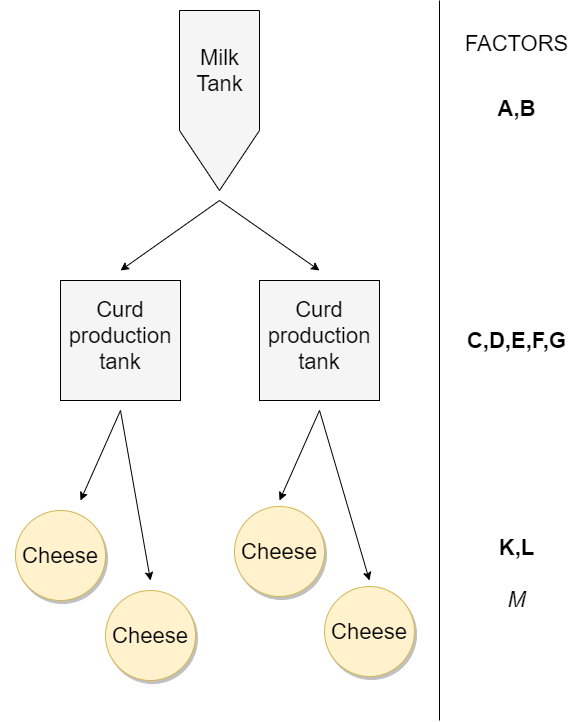 Milk
Tank
FACTORS
A,B
Curd
production
tank
Curd
production
tank
C,D,E,F,G
Cheese
Cheese
K,L
Cheese
Cheese
M